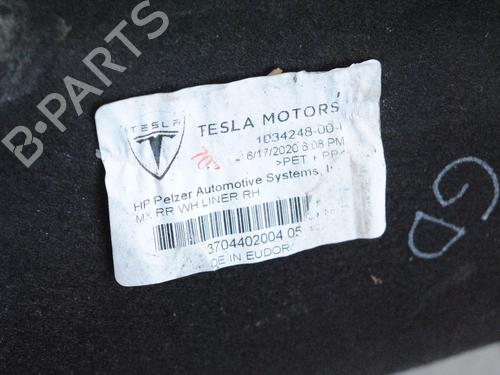 B-PARTS
TESLA
TESLA MOTORS
1034248-00-
6/17/2020 6:08 PM
>PET + PP
HP Pelzer Automotive Systems, I
MX RR WH LINER RH
3704402004 05
DE IN EUDOR
GD